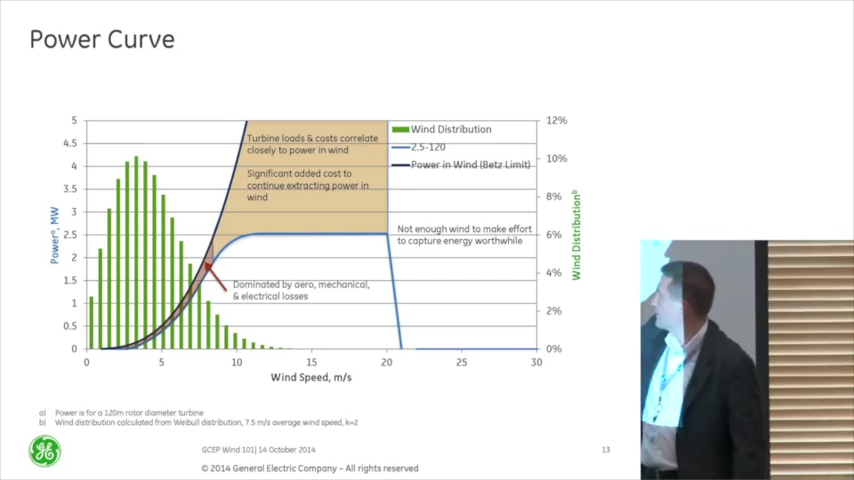 Power Curve
5
4.5
4
3.5
3
2.5
2
1.5
1
0.5
0
Powerᵃ, MW
12%
10%
8%
6%
4%
2%
0%
Wind Distributionᵇ
0 5 10 15 20 25 30
Wind Speed, m/s
Turbine loads & costs correlate
closely to power in wind
Significant added cost to
continue extracting power in
wind
Wind Distribution
2.5-120
Power in Wind (Betz Limit)
Not enough wind to make effort
to capture energy worthwhile
Dominated by aero, mechanical,
& electrical losses
a) Power is for a 120m rotor diameter turbine
b) Wind distribution calculated from Weibull distribution, 7.5 m/s average wind speed, k=2
GE
GCEP Wind 101| 14 October 2014
13
© 2014 General Electric Company – All rights reserved